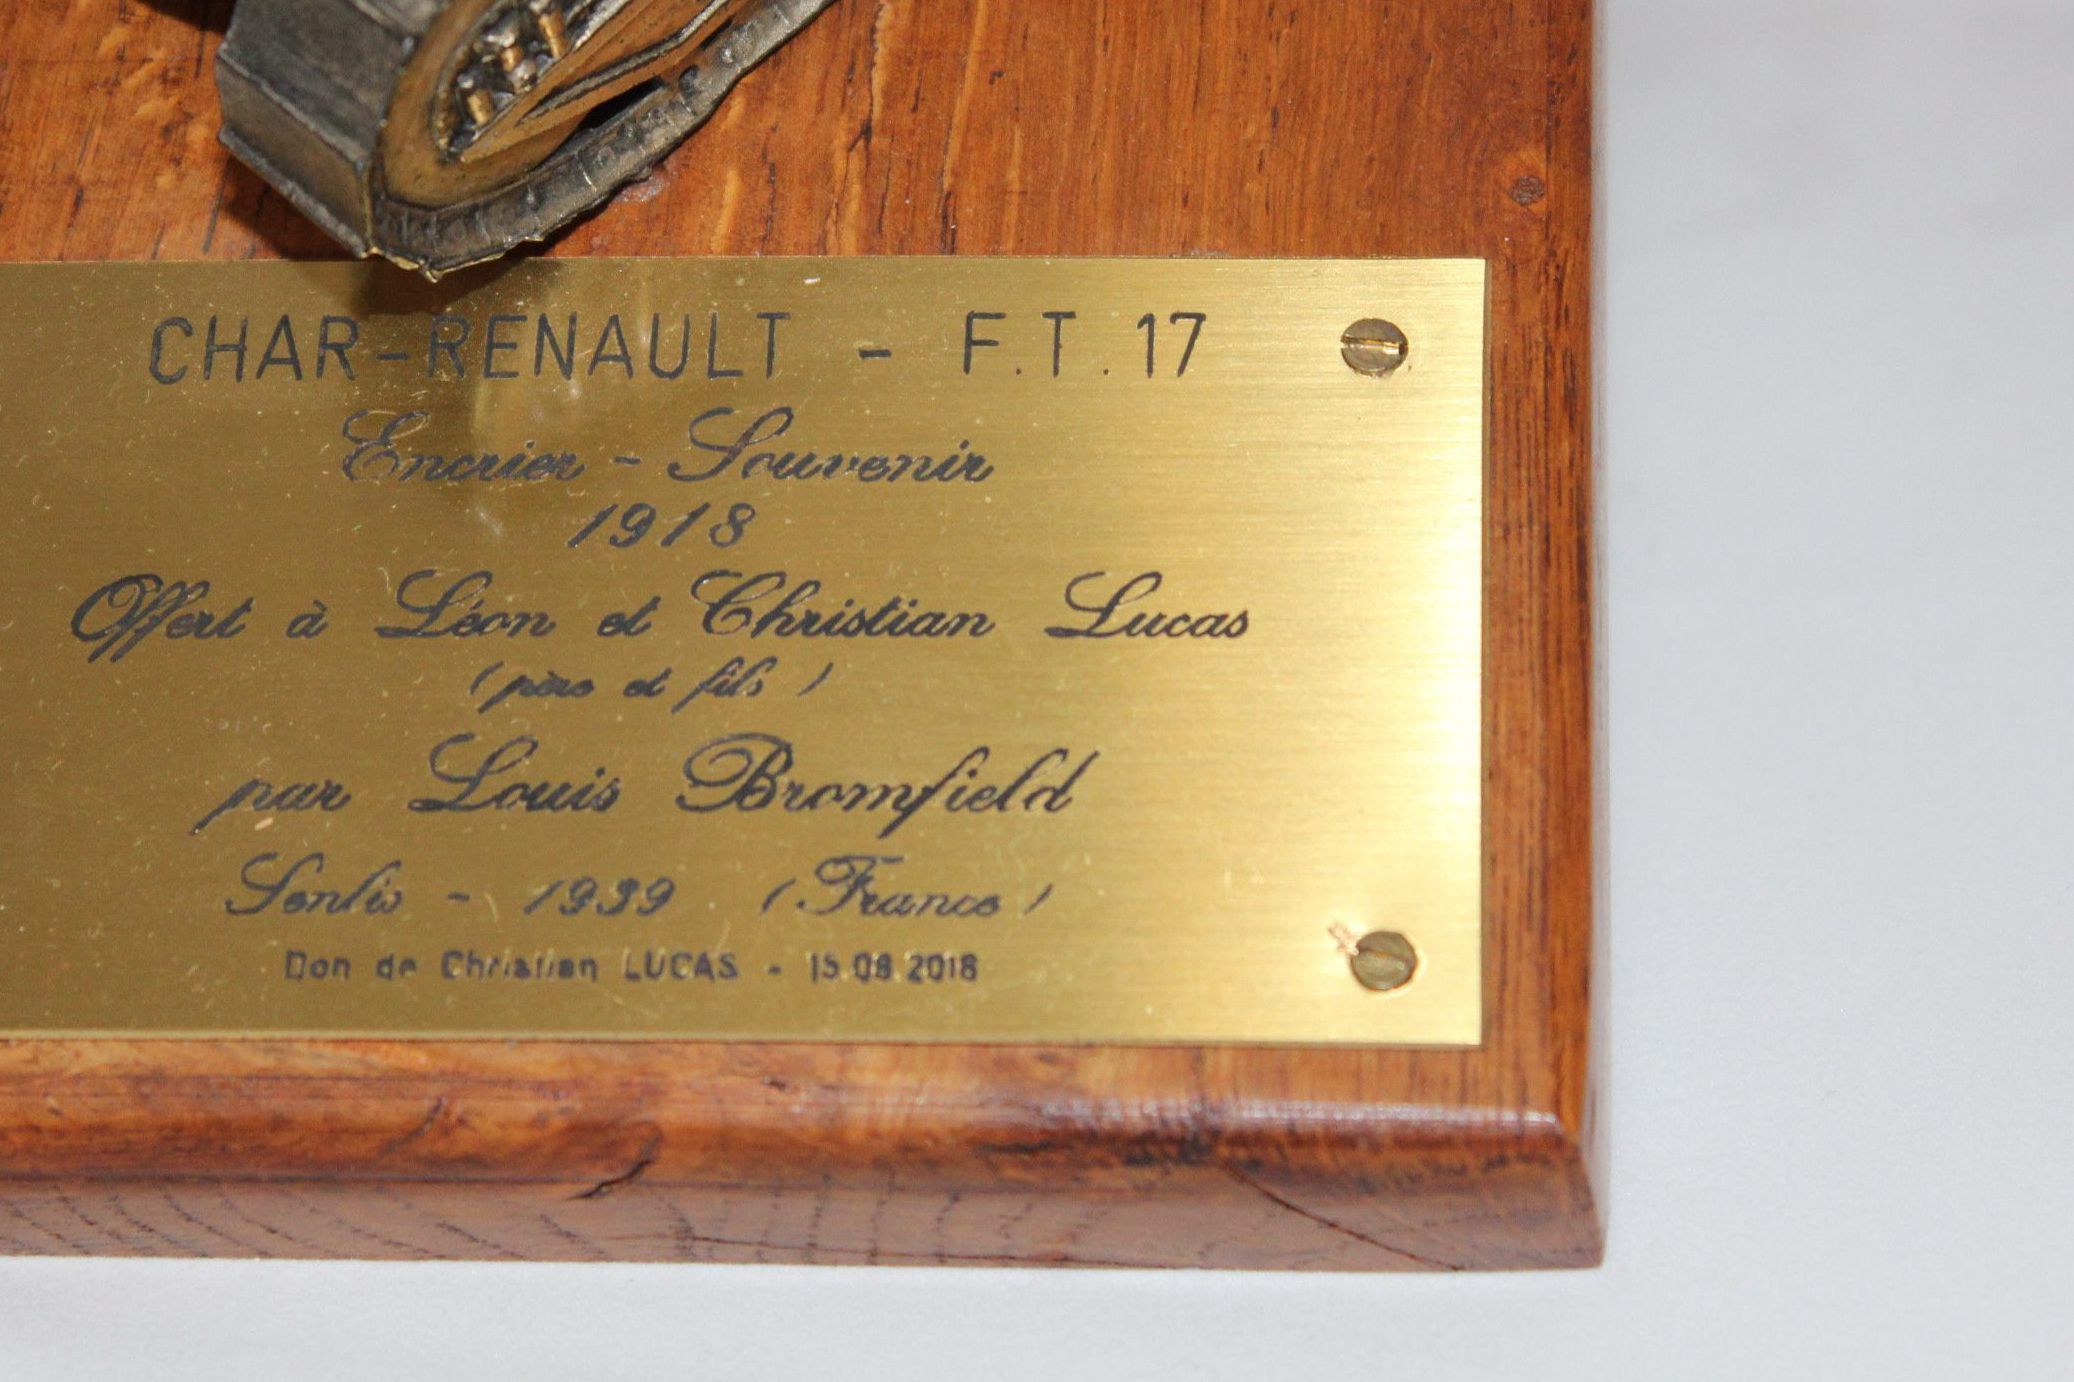 CHAR-RENAULT - F.T.17
Encrier - Souvenir
1918
Offert à Léon et Christian Lucas
(père et fils)
par Louis Bromfield
Senlis - 1939 (France)
Don de Christian LUCAS - 15.08.2018